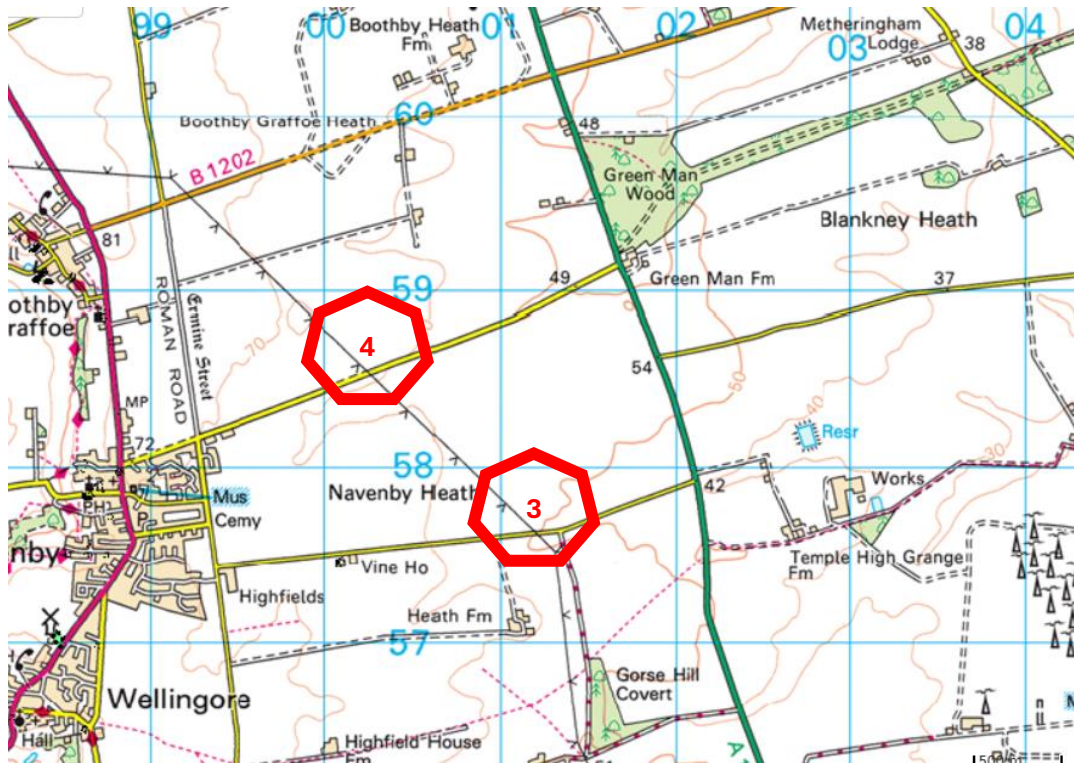 99
00
01
02
03
04
Boothby Heath
Fm
Metheringham
Lodge
38
60
48
Boothby Graffoe Heath
B 1202
Green Man
Wood
Blankney Heath
81
59
49
Green Man Fm
37
ROMAN ROAD
Ermine Street
othby
raffoe
70
4
54
50
40
Resr
30
MP
72
58
Navenby Heath
3
42
Works
Mus
PH
P
Cemy
nby
Vine Ho
Temple High Grange
Fm
Highfields
Heath Fm
57
Gorse Hill
Covert
Wellingore
Hall
Highfield House
Fm
A
500 m